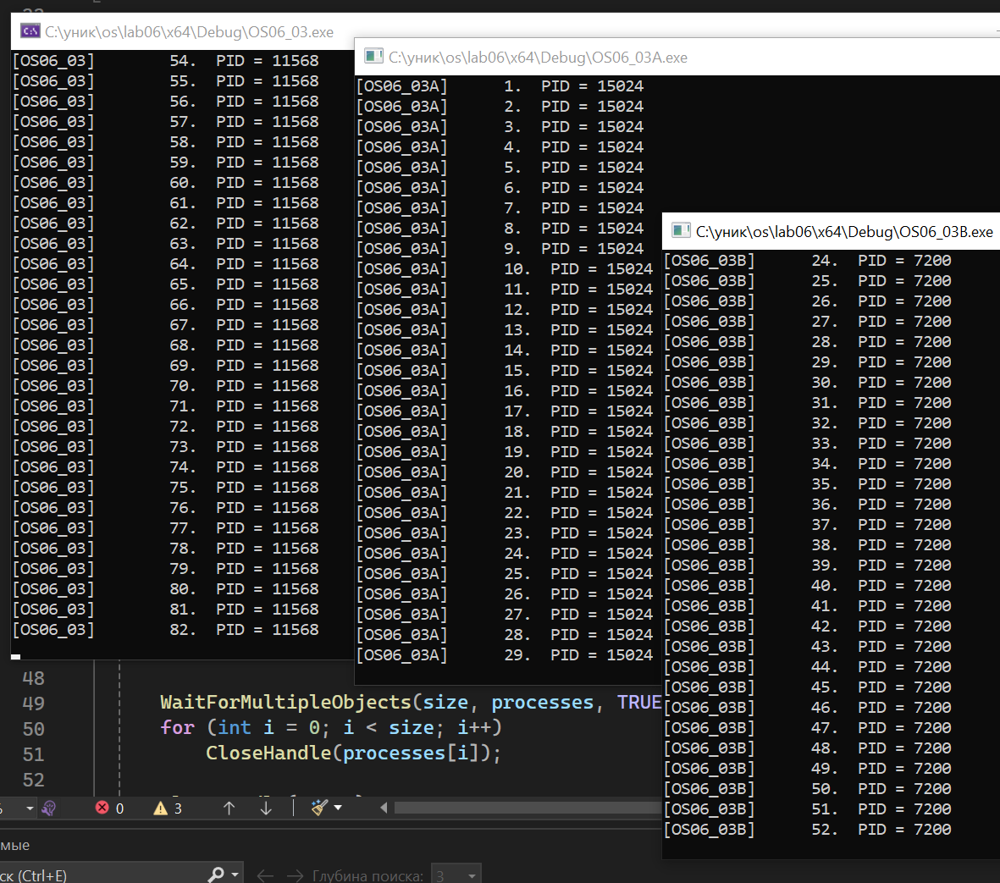 C:\уник\os\lab06\x64\Debug\OS06_03.exe
[OS06_03] 54. PID = 11568
[OS06_03] 55. PID = 11568
[OS06_03] 56. PID = 11568
[OS06_03] 57. PID = 11568
[OS06_03] 58. PID = 11568
[OS06_03] 59. PID = 11568
[OS06_03] 60. PID = 11568
[OS06_03] 61. PID = 11568
[OS06_03] 62. PID = 11568
[OS06_03] 63. PID = 11568
[OS06_03] 64. PID = 11568
[OS06_03] 65. PID = 11568
[OS06_03] 66. PID = 11568
[OS06_03] 67. PID = 11568
[OS06_03] 68. PID = 11568
[OS06_03] 69. PID = 11568
[OS06_03] 70. PID = 11568
[OS06_03] 71. PID = 11568
[OS06_03] 72. PID = 11568
[OS06_03] 73. PID = 11568
[OS06_03] 74. PID = 11568
[OS06_03] 75. PID = 11568
[OS06_03] 76. PID = 11568
[OS06_03] 77. PID = 11568
[OS06_03] 78. PID = 11568
[OS06_03] 79. PID = 11568
[OS06_03] 80. PID = 11568
[OS06_03] 81. PID = 11568
[OS06_03] 82. PID = 11568
C:\уник\os\lab06\x64\Debug\OS06_03A.exe
[OS06_03A] 1. PID = 15024
[OS06_03A] 2. PID = 15024
[OS06_03A] 3. PID = 15024
[OS06_03A] 4. PID = 15024
[OS06_03A] 5. PID = 15024
[OS06_03A] 6. PID = 15024
[OS06_03A] 7. PID = 15024
[OS06_03A] 8. PID = 15024
[OS06_03A] 9. PID = 15024
[OS06_03A] 10. PID = 15024
[OS06_03A] 11. PID = 15024
[OS06_03A] 12. PID = 15024
[OS06_03A] 13. PID = 15024
[OS06_03A] 14. PID = 15024
[OS06_03A] 15. PID = 15024
[OS06_03A] 16. PID = 15024
[OS06_03A] 17. PID = 15024
[OS06_03A] 18. PID = 15024
[OS06_03A] 19. PID = 15024
[OS06_03A] 20. PID = 15024
[OS06_03A] 21. PID = 15024
[OS06_03A] 22. PID = 15024
[OS06_03A] 23. PID = 15024
[OS06_03A] 24. PID = 15024
[OS06_03A] 25. PID = 15024
[OS06_03A] 26. PID = 15024
[OS06_03A] 27. PID = 15024
[OS06_03A] 28. PID = 15024
[OS06_03A] 29. PID = 15024
C:\уник\os\lab06\x64\Debug\OS06_03B.exe
[OS06_03B] 24. PID = 7200
[OS06_03B] 25. PID = 7200
[OS06_03B] 26. PID = 7200
[OS06_03B] 27. PID = 7200
[OS06_03B] 28. PID = 7200
[OS06_03B] 29. PID = 7200
[OS06_03B] 30. PID = 7200
[OS06_03B] 31. PID = 7200
[OS06_03B] 32. PID = 7200
[OS06_03B] 33. PID = 7200
[OS06_03B] 34. PID = 7200
[OS06_03B] 35. PID = 7200
[OS06_03B] 36. PID = 7200
[OS06_03B] 37. PID = 7200
[OS06_03B] 38. PID = 7200
[OS06_03B] 39. PID = 7200
[OS06_03B] 40. PID = 7200
[OS06_03B] 41. PID = 7200
[OS06_03B] 42. PID = 7200
[OS06_03B] 43. PID = 7200
[OS06_03B] 44. PID = 7200
[OS06_03B] 45. PID = 7200
[OS06_03B] 46. PID = 7200
[OS06_03B] 47. PID = 7200
[OS06_03B] 48. PID = 7200
[OS06_03B] 49. PID = 7200
[OS06_03B] 50. PID = 7200
[OS06_03B] 51. PID = 7200
[OS06_03B] 52. PID = 7200
48
49 WaitForMultipleObjects(size, processes, TRUE
50 for (int i = 0; i < size; i++)
51 CloseHandle(processes[i]);
52
0 3
мые
ск (Ctrl+E) Глубина поиска: 3